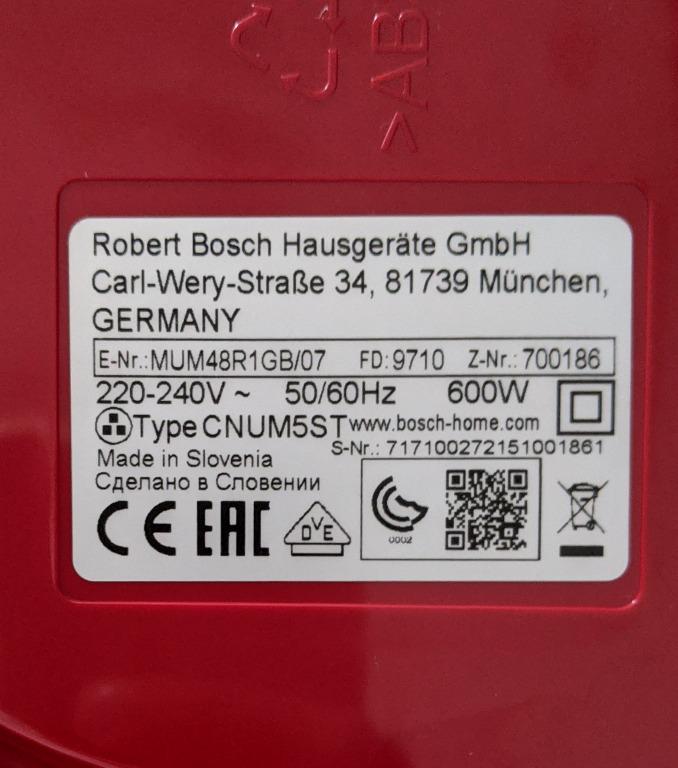 >AB
Robert Bosch Hausgeräte GmbH
Carl-Wery-Straße 34, 81739 München,
GERMANY
E-Nr.:MUM48R1GB/07 FD:9710 Z-Nr.:700186
220-240V ~ 50/60Hz 600W
Type CNUM5ST www.bosch-home.com
S-Nr.: 717100272151001861
Made in Slovenia
Сделано в Словении
CE EAC DVE
0002